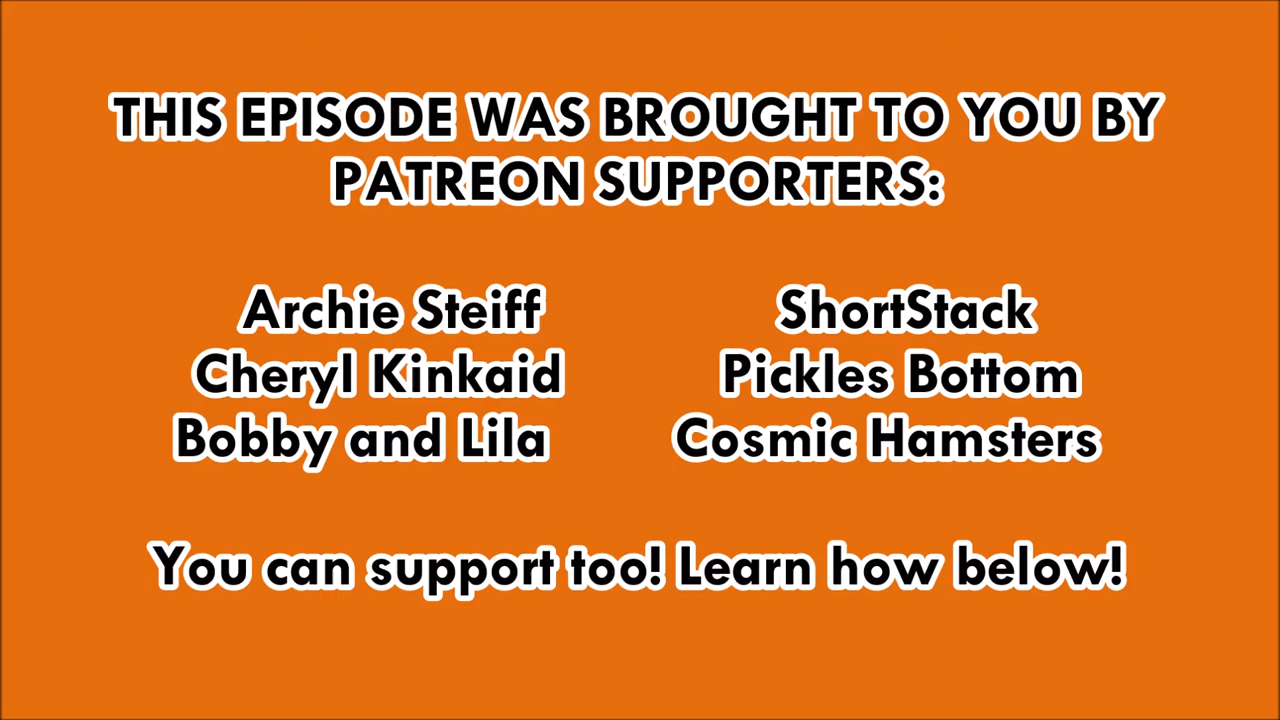 THIS EPISODE WAS BROUGHT TO YOU BY
PATREON SUPPORTERS:
Archie Steiff ShortStack
Cheryl Kinkaid Pickles Bottom
Bobby and Lila Cosmic Hamsters
You can support too! Learn how below!